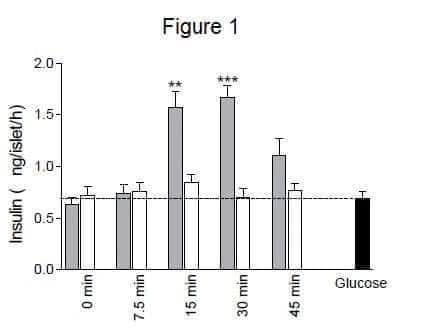 Figure 1
Insulin ( ng/islet/h)
2.0
1.5
1.0
0.5
0.0
**
***
0 min
7.5 min
15 min
30 min
45 min
Glucose